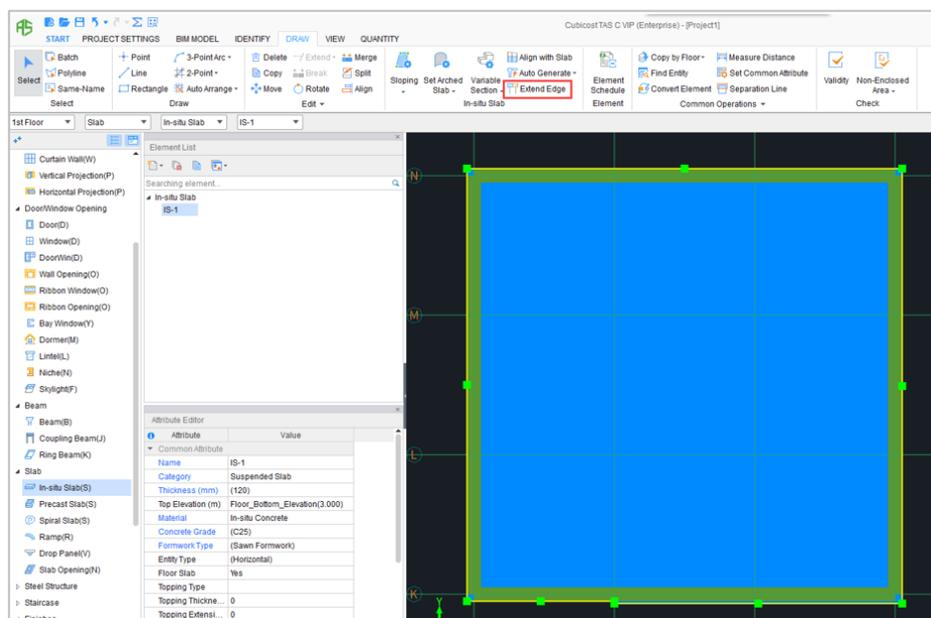 Cubicost TAS C VIP (Enterprise) - [Project1]
START PROJECT SETTINGS BIM MODEL IDENTIFY DRAW VIEW QUANTITY
Select
Batch
Polyline
Same-Name
Select
Point 3-Point Arc
Line 2-Point
Rectangle Auto Arrange
Draw
Delete Extend Merge
Copy Break Split
Move Rotate Align
Edit
Sloping
Set Arched Slab
Variable Section
Align with Slab
Auto Generate
Extend Edge
In-situ Slab
Element Schedule
Element
Copy by Floor Measure Distance
Find Entity Set Common Attribute
Convert Element Separation Line
Common Operations
Validity
Non-Enclosed Area
Check
1st Floor Slab In-situ Slab IS-1
Curtain Wall(W)
Vertical Projection(P)
Horizontal Projection(P)
Door/Window Opening
Door(D)
Window(D)
DoorWin(D)
Wall Opening(O)
Ribbon Window(O)
Ribbon Opening(O)
Bay Window(Y)
Dormer(M)
Lintel(L)
Niche(N)
Skylight(F)
Beam
Beam(B)
Coupling Beam(J)
Ring Beam(K)
Slab
In-situ Slab(S)
Precast Slab(S)
Spiral Slab(S)
Ramp(R)
Drop Panel(V)
Slab Opening(N)
Steel Structure
Staircase
Element List
Searching element...
In-situ Slab
IS-1
Attribute Editor
Attribute Value
Common Attribute
Name IS-1
Category Suspended Slab
Thickness (mm) (120)
Top Elevation (m) Floor_Bottom_Elevation(3.000)
Material In-situ Concrete
Concrete Grade (C25)
Formwork Type (Sawn Formwork)
Entity Type (Horizontal)
Floor Slab Yes
Topping Type
Topping Thickne... 0
Topping Extensi... 0
N
M
L
K
Y